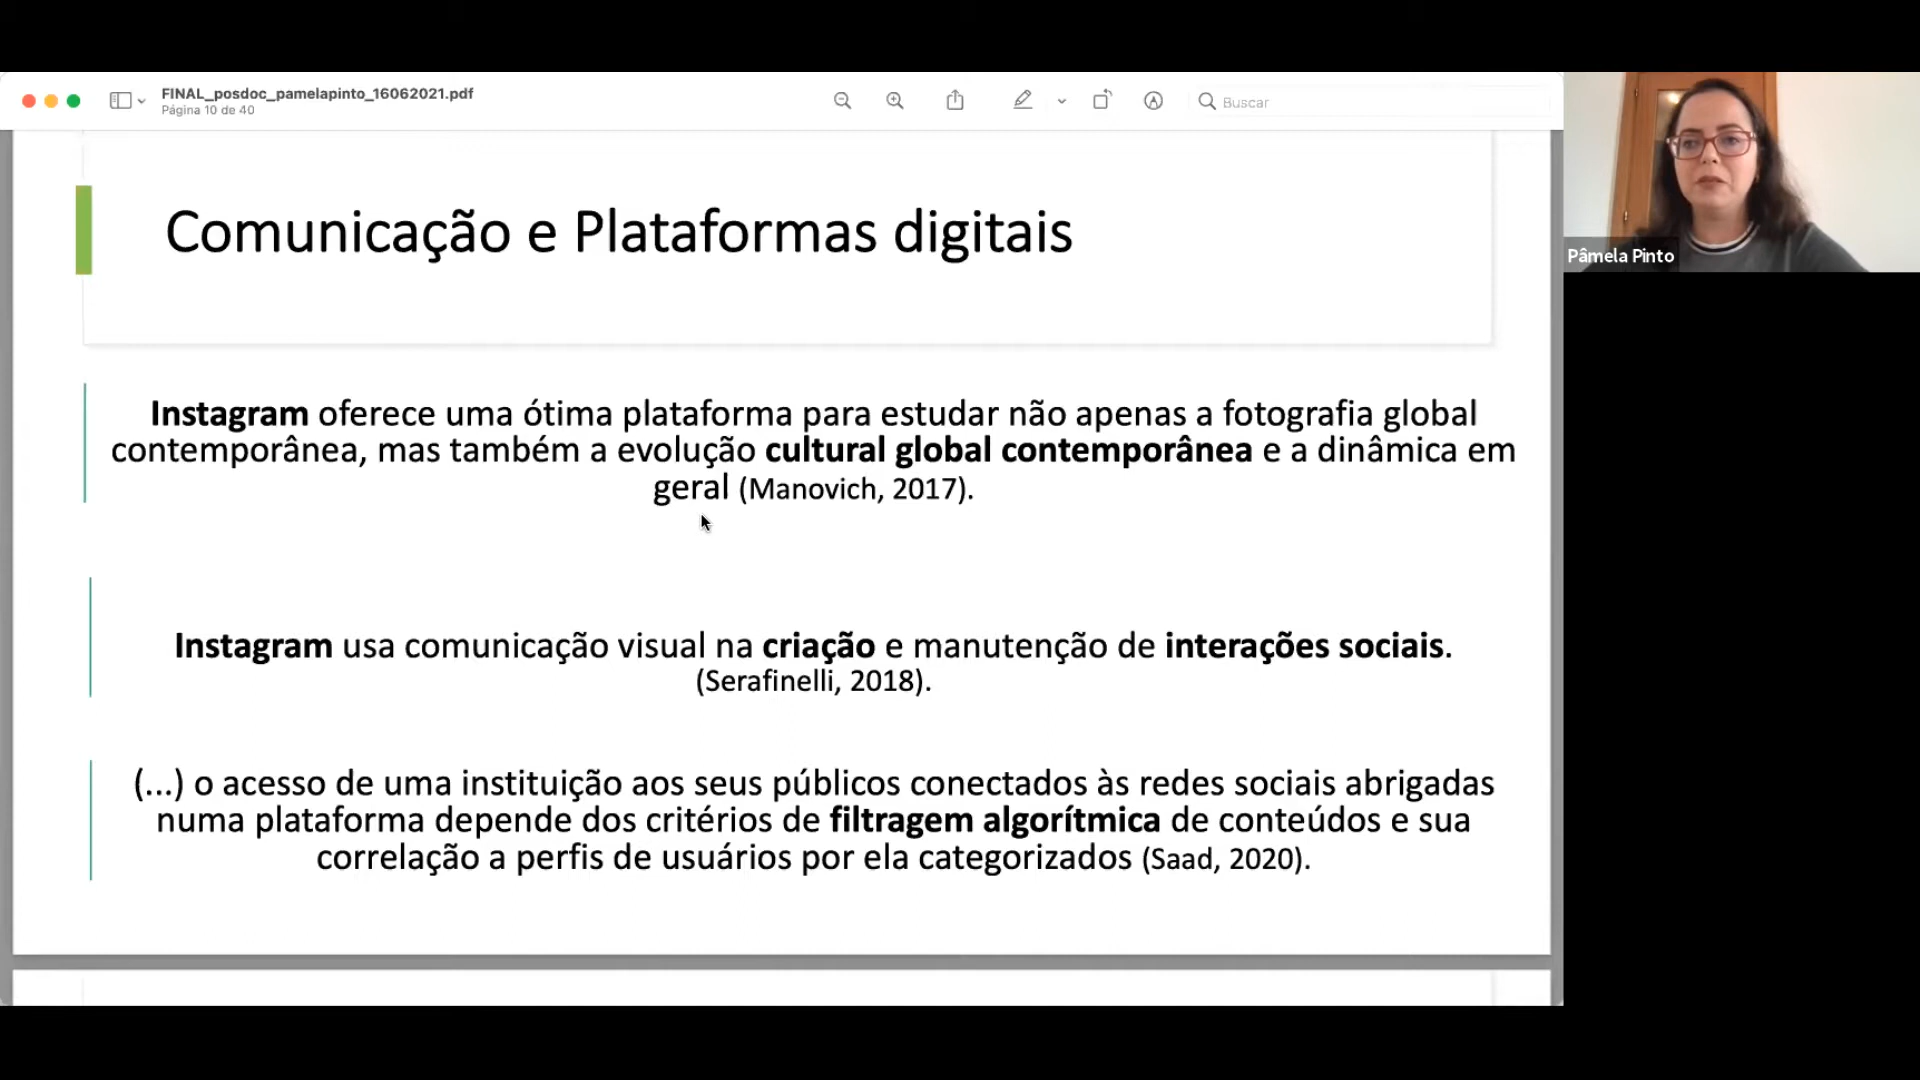 FINAL_posdoc_pamelapinto_16062021.pdf
Página 10 de 40
Buscar
Pâmela Pinto
Comunicação e Plataformas digitais
Instagram oferece uma ótima plataforma para estudar não apenas a fotografia global
contemporânea, mas também a evolução cultural global contemporânea e a dinâmica em
geral (Manovich, 2017).
Instagram usa comunicação visual na criação e manutenção de interações sociais.
(Serafinelli, 2018).
(...) o acesso de uma instituição aos seus públicos conectados às redes sociais abrigadas
numa plataforma depende dos critérios de filtragem algorítmica de conteúdos e sua
correlação a perfis de usuários por ela categorizados (Saad, 2020).